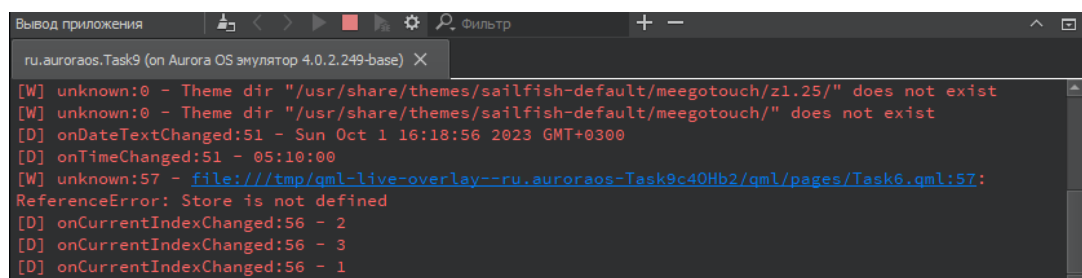 Вывод приложения
Фильтр
ru.auroraos.Task9 (on Aurora OS эмулятор 4.0.2.249-base)
[W] unknown:0 - Theme dir "/usr/share/themes/sailfish-default/meegotouch/z1.25/" does not exist
[W] unknown:0 - Theme dir "/usr/share/themes/sailfish-default/meegotouch/" does not exist
[D] onDateTextChanged:51 - Sun Oct 1 16:18:56 2023 GMT+0300
[D] onTimeChanged:51 - 05:10:00
[W] unknown:57 - file:///tmp/qml-live-overlay--ru.auroraos-Task9c4OHb2/qml/pages/Task6.qml:57:
ReferenceError: Store is not defined
[D] onCurrentIndexChanged:56 - 2
[D] onCurrentIndexChanged:56 - 3
[D] onCurrentIndexChanged:56 - 1